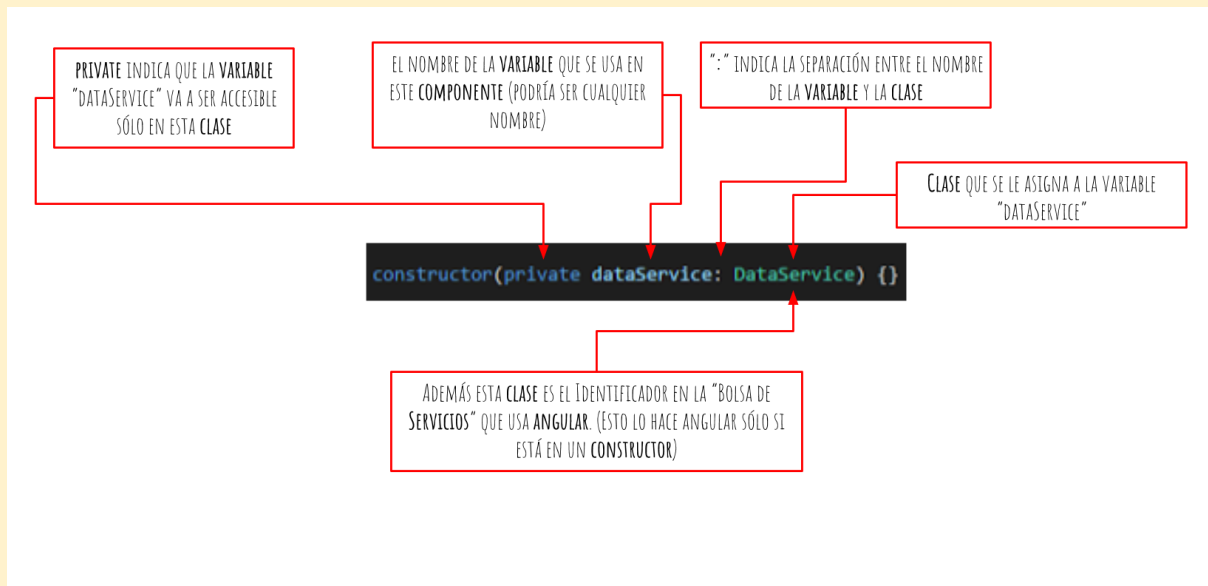 PRIVATE INDICA QUE LA VARIABLE
"DATASERVICE" VA A SER ACCESIBLE
SÓLO EN ESTA CLASE
EL NOMBRE DE LA VARIABLE QUE SE USA EN
ESTE COMPONENTE (PODRÍA SER CUALQUIER
NOMBRE)
":" INDICA LA SEPARACIÓN ENTRE EL NOMBRE
DE LA VARIABLE Y LA CLASE
CLASE QUE SE LE ASIGNA A LA VARIABLE
"DATASERVICE"
constructor(private dataService: DataService) {}
ADEMÁS ESTA CLASE ES EL IDENTIFICADOR EN LA "BOLSA DE
SERVICIOS" QUE USA ANGULAR. (ESTO LO HACE ANGULAR SÓLO SI
ESTÁ EN UN CONSTRUCTOR)